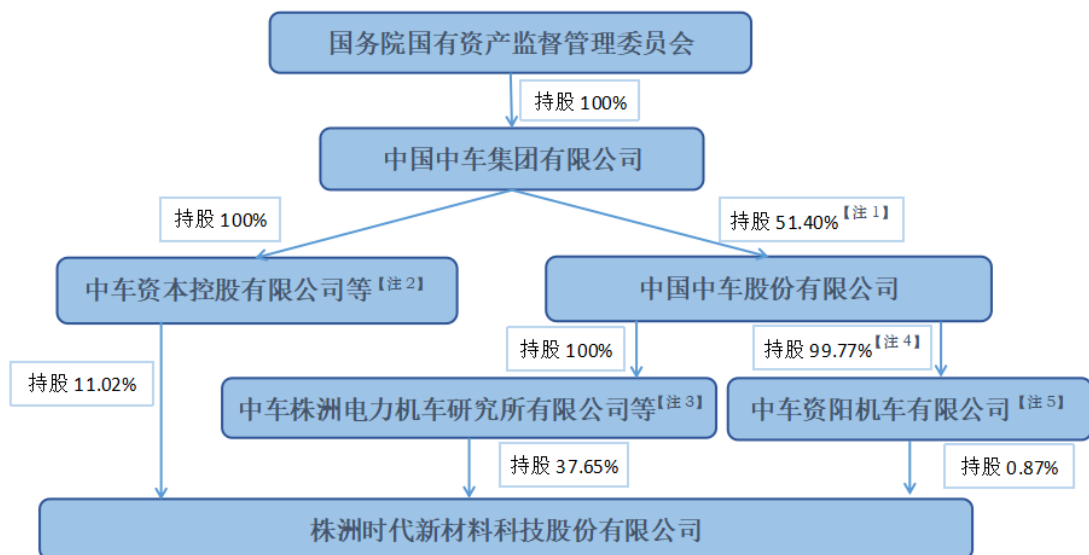 国务院国有资产监督管理委员会
持股 100%
中国中车集团有限公司
持股 100%
持股 51.40%【注 1】
中车资本控股有限公司等【注 2】
中国中车股份有限公司
持股 11.02%
持股 100%
持股 99.77%【注 4】
中车株洲电力机车研究所有限公司等【注 3】
中车资阳机车有限公司【注 5】
持股 37.65%
持股 0.87%
株洲时代新材料科技股份有限公司